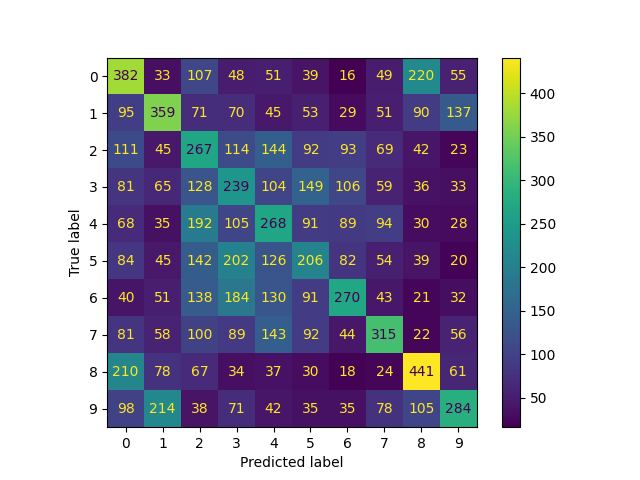 0 382 33 107 48 51 39 16 49 220 55
1 95 359 71 70 45 53 29 51 90 137
2 111 45 267 114 144 92 93 69 42 23
3 81 65 128 239 104 149 106 59 36 33
4 68 35 192 105 268 91 89 94 30 28
5 84 45 142 202 126 206 82 54 39 20
6 40 51 138 184 130 91 270 43 21 32
7 81 58 100 89 143 92 44 315 22 56
8 210 78 67 34 37 30 18 24 441 61
9 98 214 38 71 42 35 35 78 105 284
0 1 2 3 4 5 6 7 8 9
Predicted label
True label
400
350
300
250
200
150
100
50